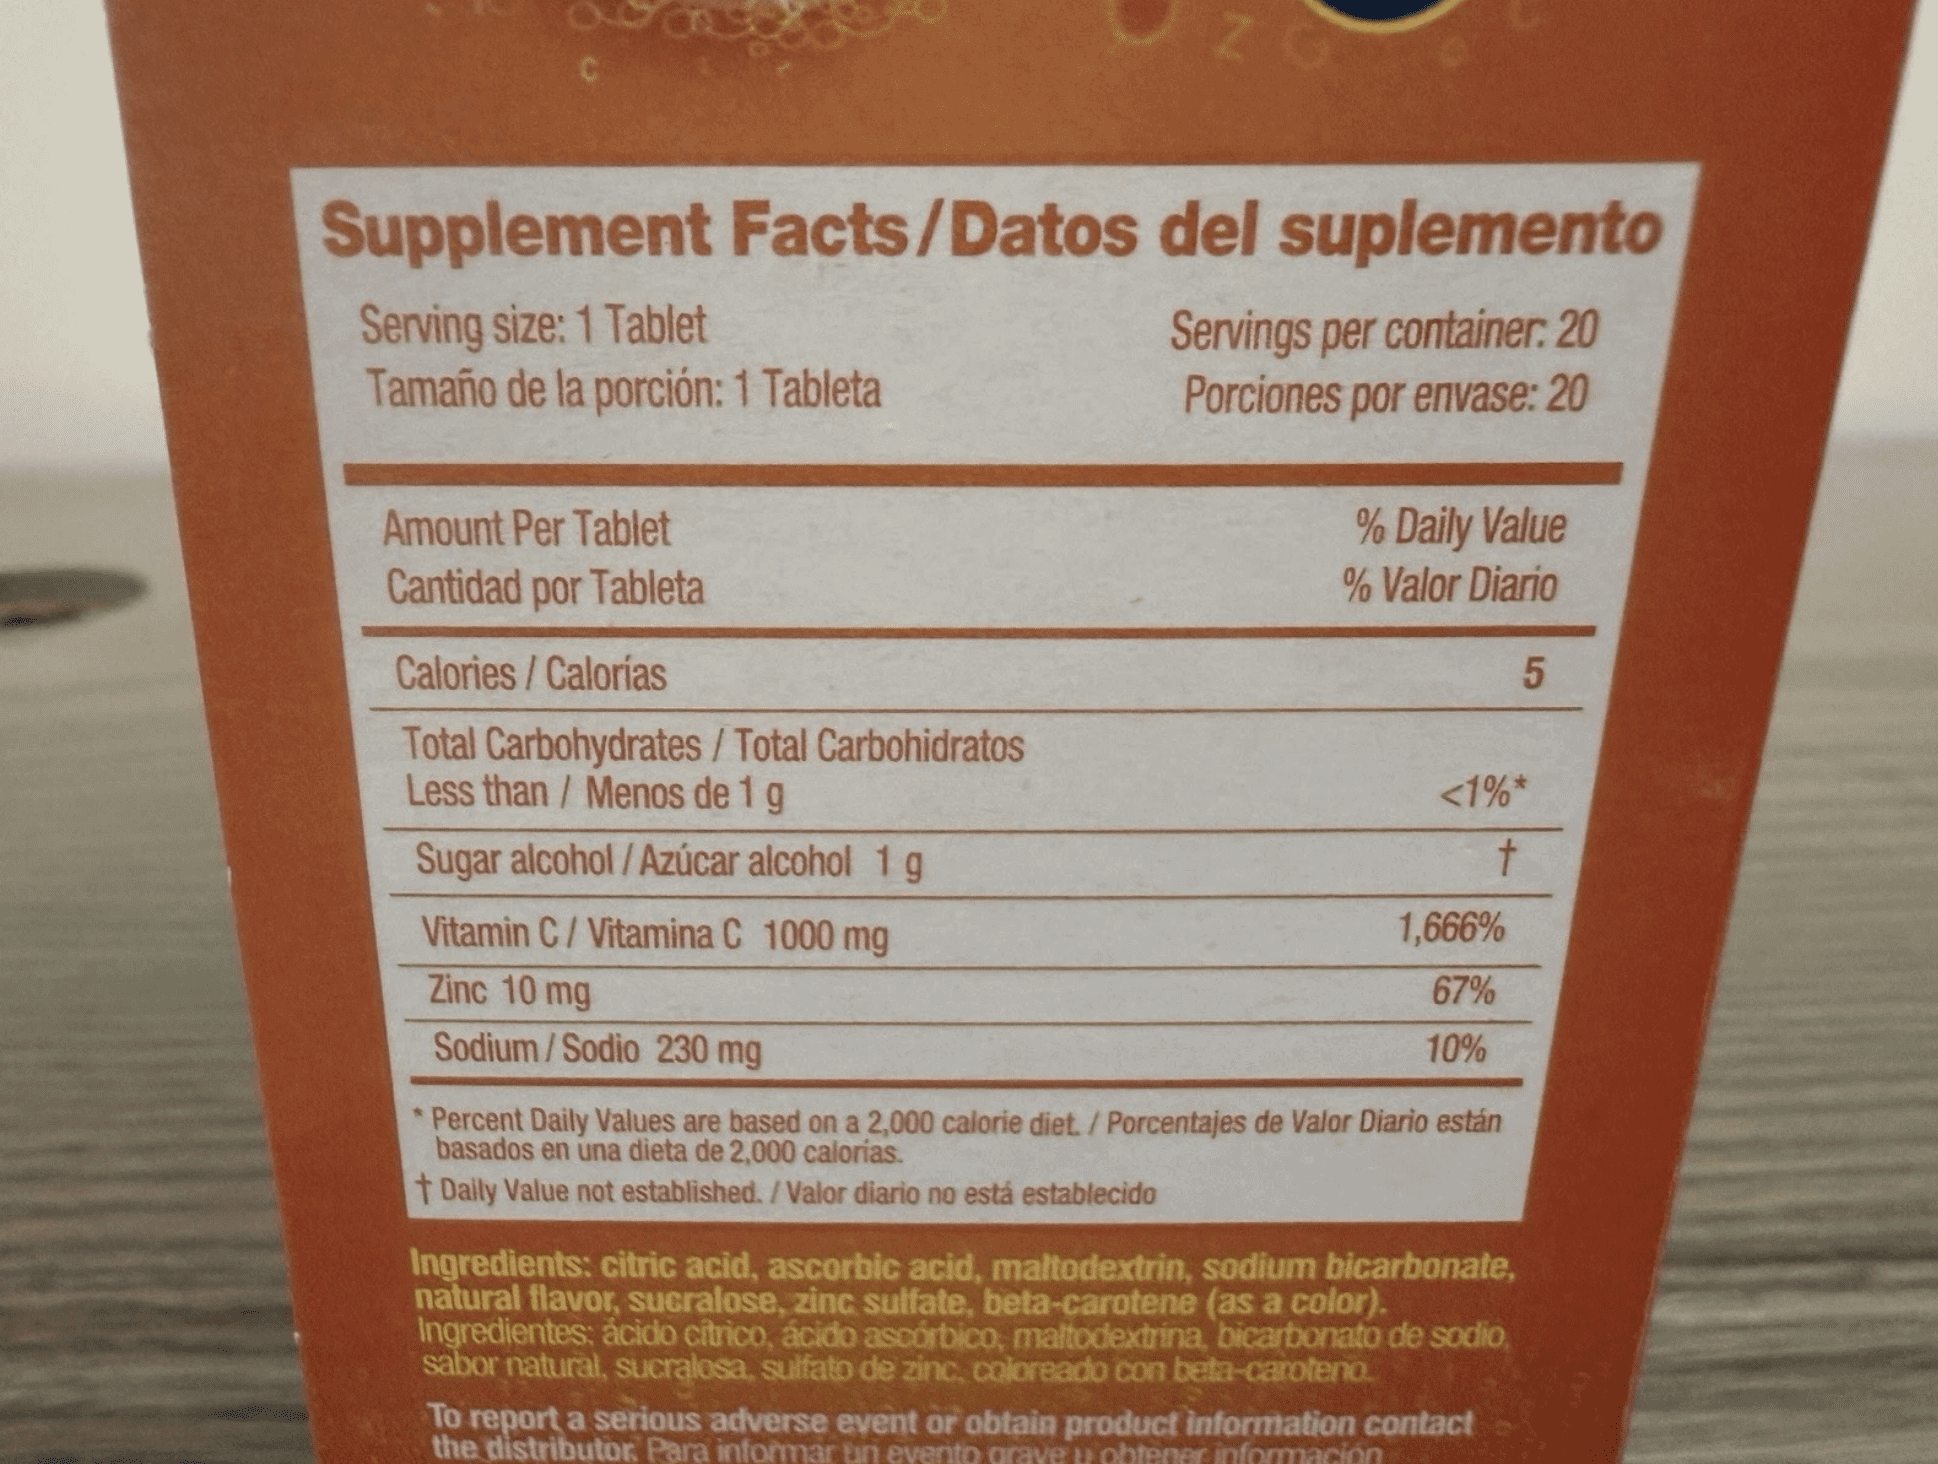 Supplement Facts/Datos del suplemento
Serving size: 1 Tablet
Servings per container: 20
Tamaño de la porción: 1 Tableta
Porciones por envase: 20
Amount Per Tablet
% Daily Value
Cantidad por Tableta
% Valor Diario
Calories / Calorías 5
Total Carbohydrates / Total Carbohidratos
Less than / Menos de 1 g <1%*
Sugar alcohol / Azúcar alcohol 1 g †
Vitamin C / Vitamina C 1000 mg 1,666%
Zinc 10 mg 67%
Sodium / Sodio 230 mg 10%
* Percent Daily Values are based on a 2,000 calorie diet. / Porcentajes de Valor Diario están
basados en una dieta de 2,000 calorías.
† Daily Value not established. / Valor diario no está establecido
Ingredients: citric acid, ascorbic acid, maltodextrin, sodium bicarbonate,
natural flavor, sucralose, zinc sulfate, beta-carotene (as a color).
Ingredientes: ácido cítrico, ácido ascórbico, maltodextrina, bicarbonato de sodio,
sabor natural, sucralosa, sulfato de zinc, coloreado con beta-caroteno.
To report a serious adverse event or obtain product information contact
the distributor. Para informar un evento grave u obtener información